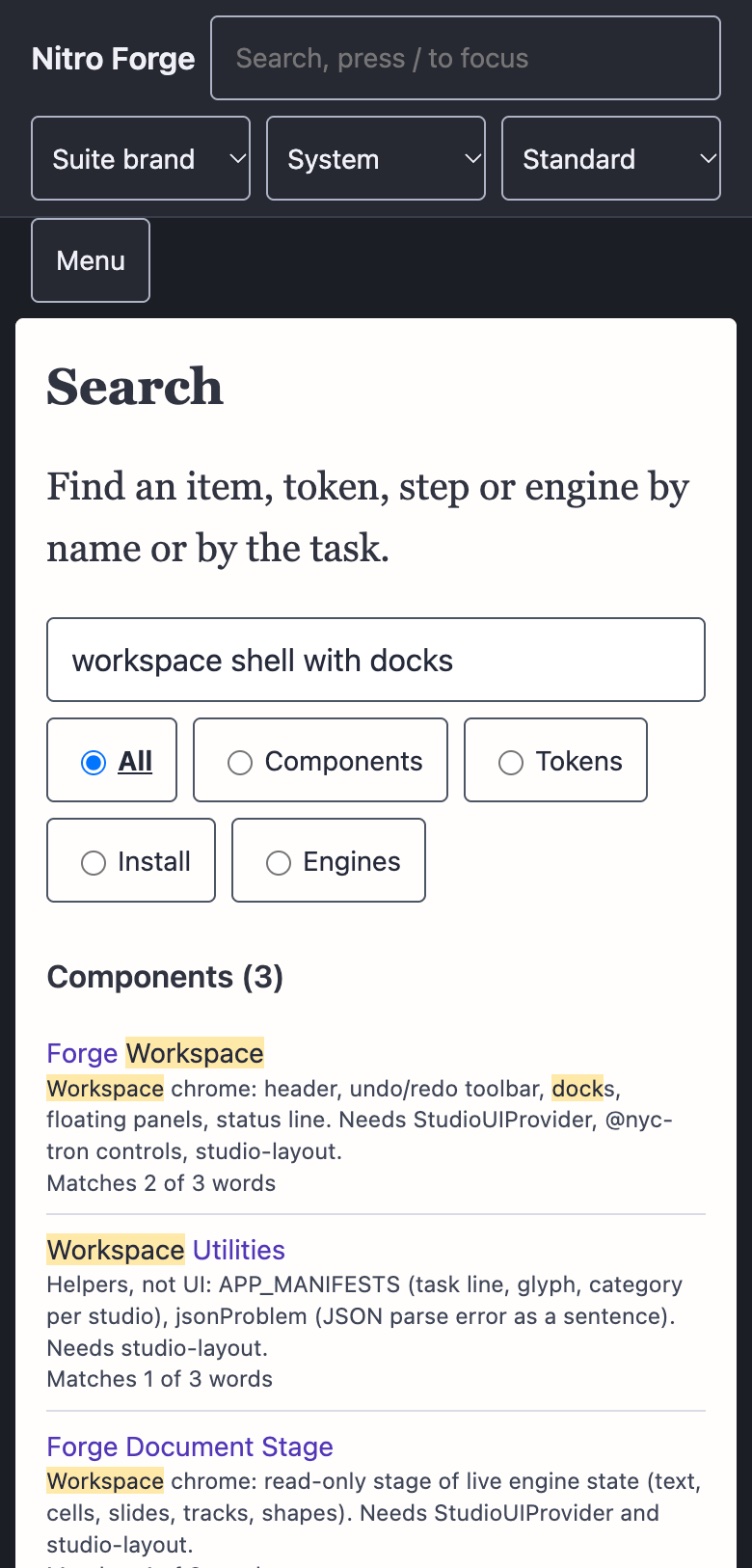 Nitro Forge
Search, press / to focus
Suite brand
System
Standard
Menu
Search
Find an item, token, step or engine by
name or by the task.
workspace shell with docks
All
Components
Tokens
Install
Engines
Components (3)
Forge Workspace
Workspace chrome: header, undo/redo toolbar, docks,
floating panels, status line. Needs StudioUIProvider, @nyc-
tron controls, studio-layout.
Matches 2 of 3 words
Workspace Utilities
Helpers, not UI: APP_MANIFESTS (task line, glyph, category
per studio), jsonProblem (JSON parse error as a sentence).
Needs studio-layout.
Matches 1 of 3 words
Forge Document Stage
Workspace chrome: read-only stage of live engine state (text,
cells, slides, tracks, shapes). Needs StudioUIProvider and
studio-layout.